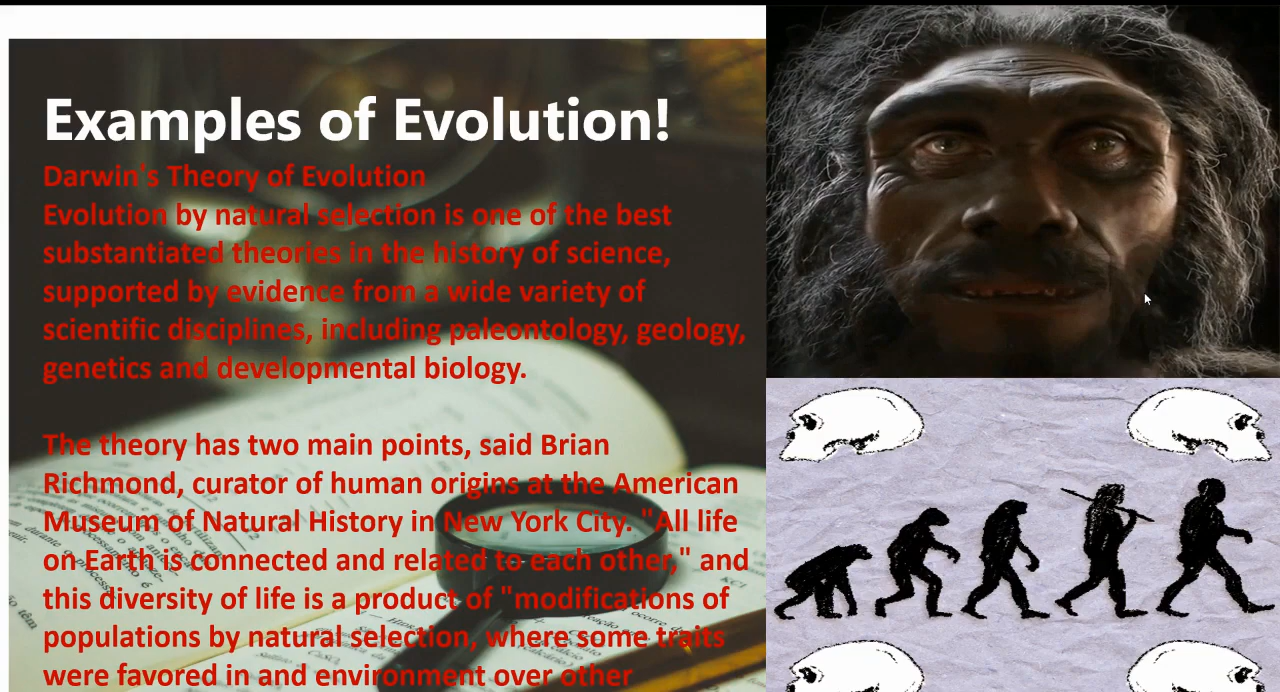 Examples of Evolution!
Darwin's Theory of Evolution
Evolution by natural selection is one of the best
substantiated theories in the history of science,
supported by evidence from a wide variety of
scientific disciplines, including paleontology, geology,
genetics and developmental biology.
The theory has two main points, said Brian
Richmond, curator of human origins at the American
Museum of Natural History in New York City. "All life
on Earth is connected and related to each other," and
this diversity of life is a product of "modifications of
populations by natural selection, where some traits
were favored in and environment over other